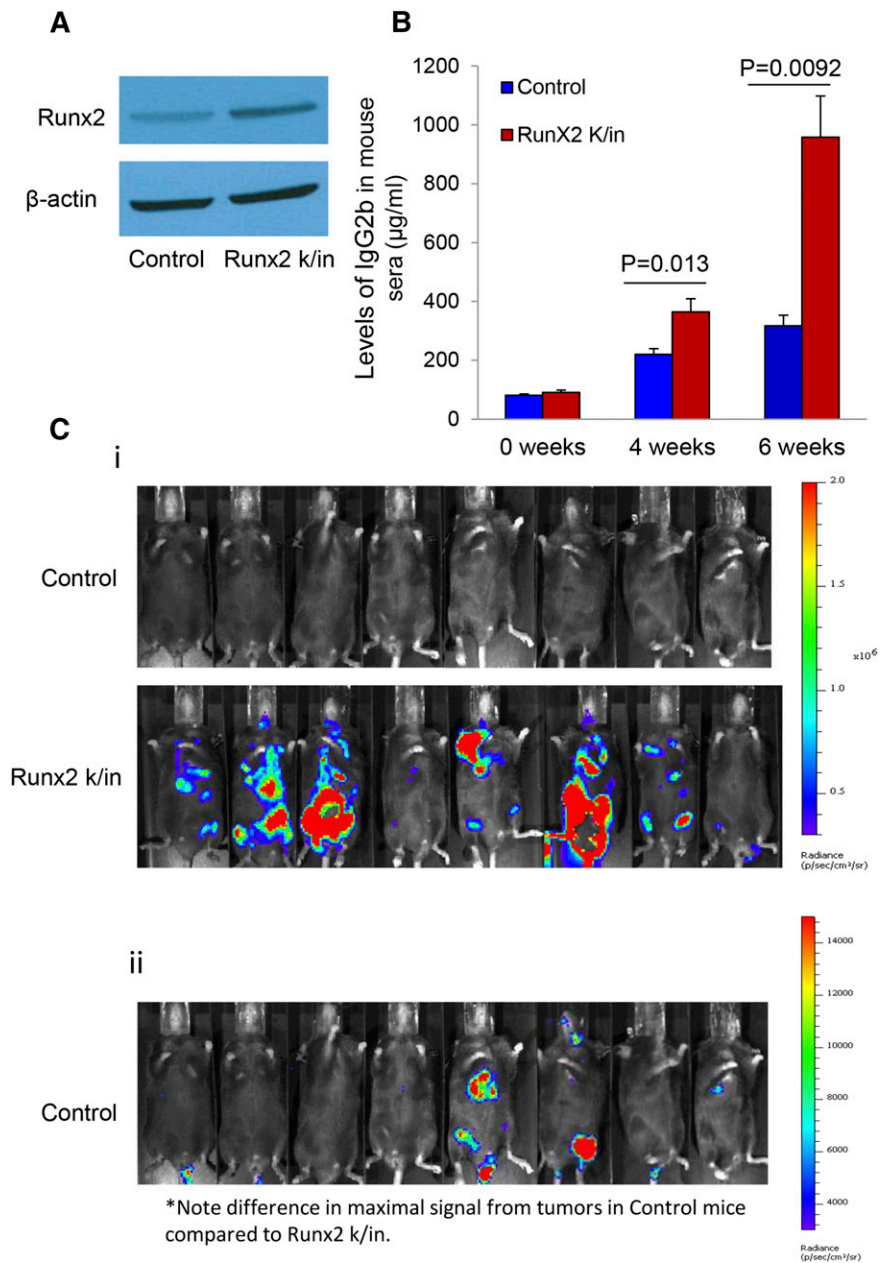 A
Runx2
β-actin
Control Runx2 k/in
B
Levels of IgG2b in mouse
sera (µg/ml)
1200
1000
800
600
400
200
0
Control
RunX2 K/in
P=0.013
P=0.0092
0 weeks 4 weeks 6 weeks
C
i
Control
Runx2 k/in
2.0
1.5
x10⁶
1.0
0.5
Radiance
(p/sec/cm²/sr)
ii
Control
14000
12000
10000
8000
6000
4000
Radiance
(p/sec/cm²/sr)
*Note difference in maximal signal from tumors in Control mice
compared to Runx2 k/in.